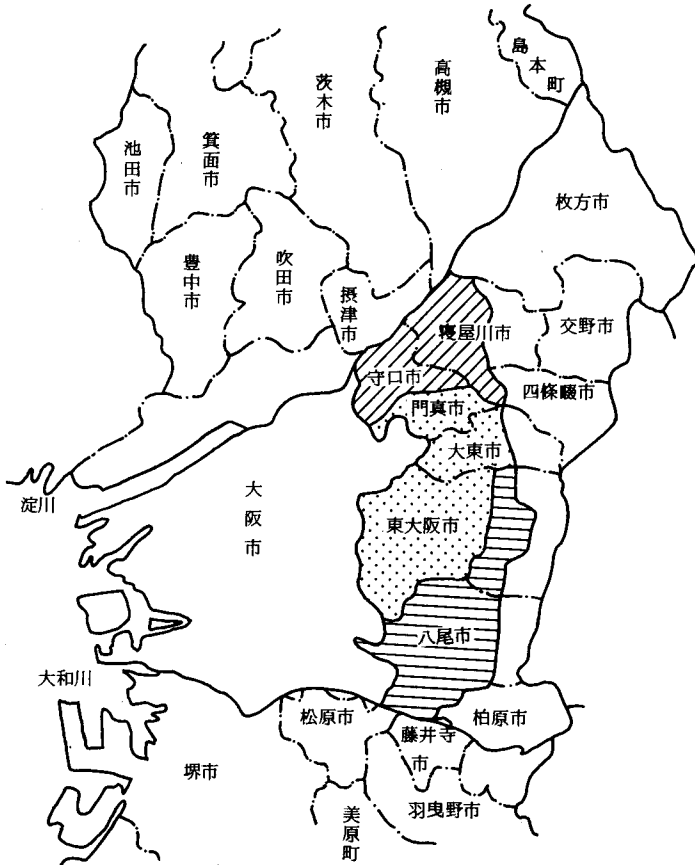 島本町
高槻市
茨木市
箕面市
池田市
枚方市
豊中市
吹田市
摂津市
寝屋川市
交野市
守口市
四條畷市
門真市
大東市
淀川
大阪市
東大阪市
八尾市
大和川
松原市
柏原市
藤井寺
市
堺市
羽曳野市
美原町